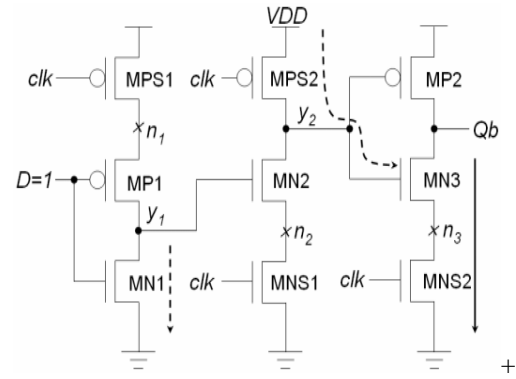 VDD
clk MPS1 clk MPS2 MP2
n1 y2 Qb
D=1 MP1 MN2 MN3
y1
n2 n3
MN1 clk MNS1 clk MNS2
+